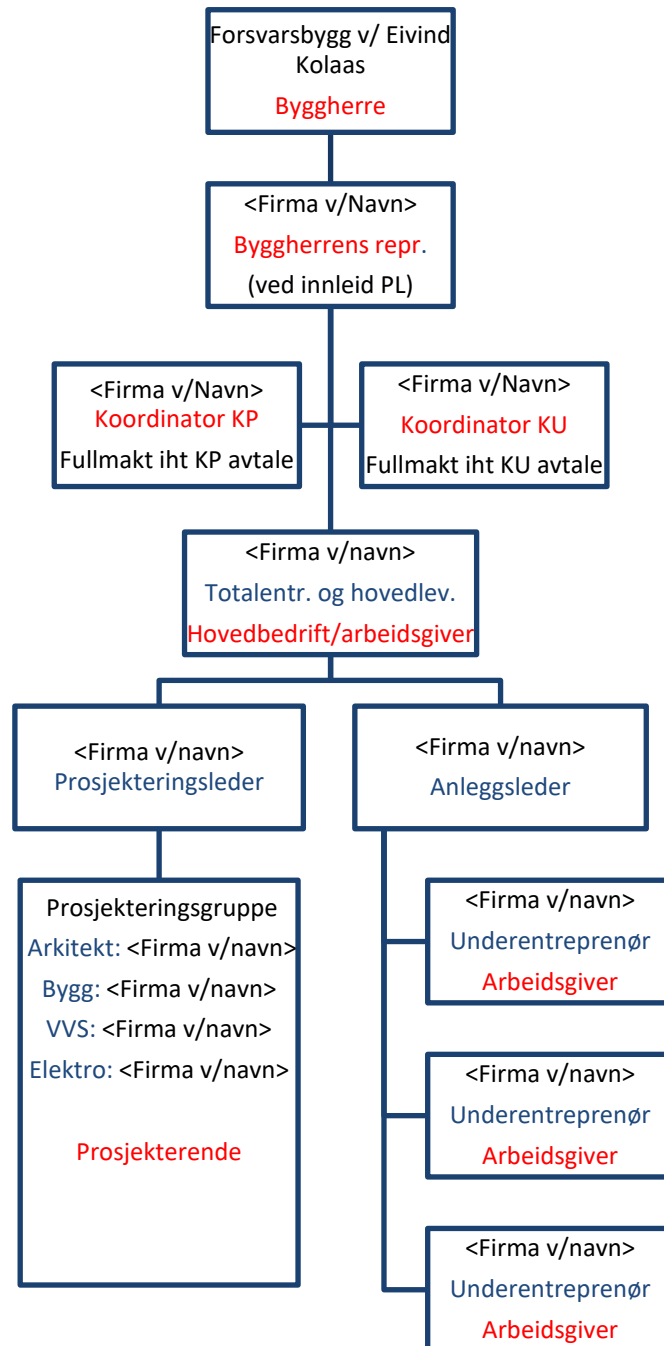 Forsvarsbygg v/ Eivind
Kolaas
Byggherre
<Firma v/Navn>
Byggherrens repr.
(ved innleid PL)
<Firma v/Navn>
Koordinator KP
Fullmakt iht KP avtale
<Firma v/Navn>
Koordinator KU
Fullmakt iht KU avtale
<Firma v/navn>
Totalentr. og hovedlev.
Hovedbedrift/arbeidsgiver
<Firma v/navn>
Prosjekteringsleder
<Firma v/navn>
Anleggsleder
Prosjekteringsgruppe
Arkitekt: <Firma v/navn>
Bygg: <Firma v/navn>
VVS: <Firma v/navn>
Elektro: <Firma v/navn>
Prosjekterende
<Firma v/navn>
Underentreprenør
Arbeidsgiver
<Firma v/navn>
Underentreprenør
Arbeidsgiver
<Firma v/navn>
Underentreprenør
Arbeidsgiver